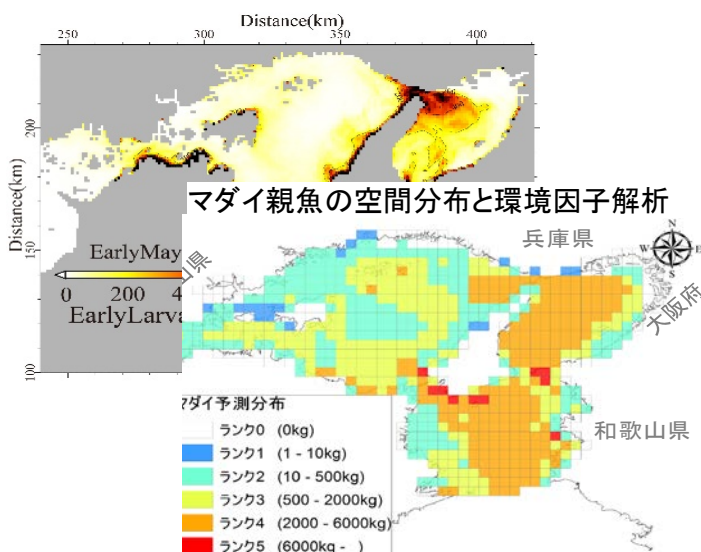 Distance(km)
250 300 350 400
200
150
100
Distance(km)
EarlyMay
0 200 4
EarlyLarva
マダイ親魚の空間分布と環境因子解析
兵庫県
山県
大阪府
和歌山県
N
W E
S
マダイ予測分布
ランク0 (0kg)
ランク1 (1 - 10kg)
ランク2 (10 - 500kg)
ランク3 (500 - 2000kg)
ランク4 (2000 - 6000kg)
ランク5 (6000kg - )